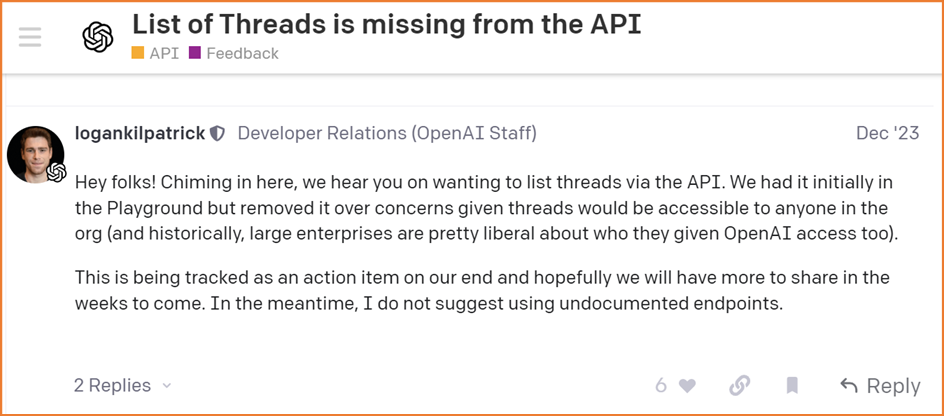 List of Threads is missing from the API
API Feedback
logankilpatrick Developer Relations (OpenAI Staff) Dec '23
Hey folks! Chiming in here, we hear you on wanting to list threads via the API. We had it initially in
the Playground but removed it over concerns given threads would be accessible to anyone in the
org (and historically, large enterprises are pretty liberal about who they given OpenAI access too).
This is being tracked as an action item on our end and hopefully we will have more to share in the
weeks to come. In the meantime, I do not suggest using undocumented endpoints.
2 Replies 6 Reply